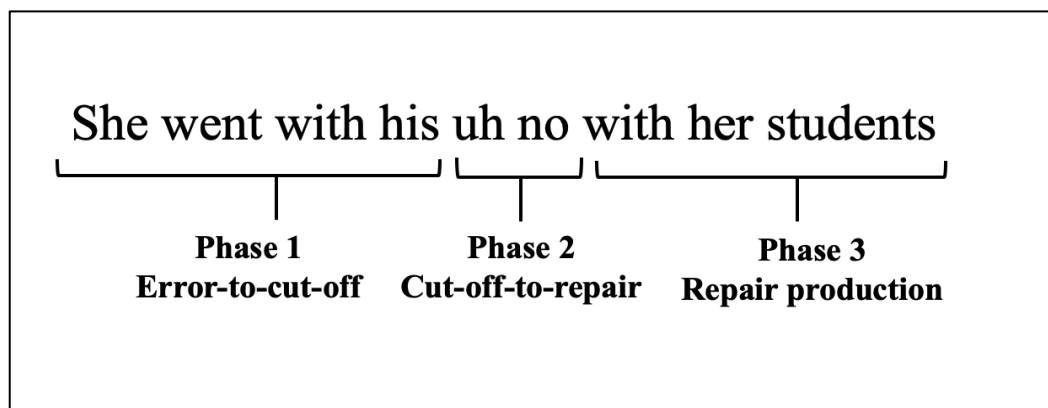 She went with his uh no with her students
Phase 1
Error-to-cut-off
Phase 2
Cut-off-to-repair
Phase 3
Repair production